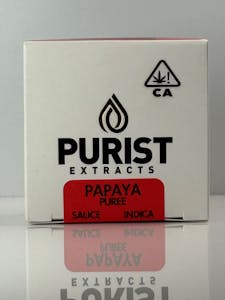 CA
PURIST
EXTRACTS
PAPAYA
PUREE
SAUCE INDICA